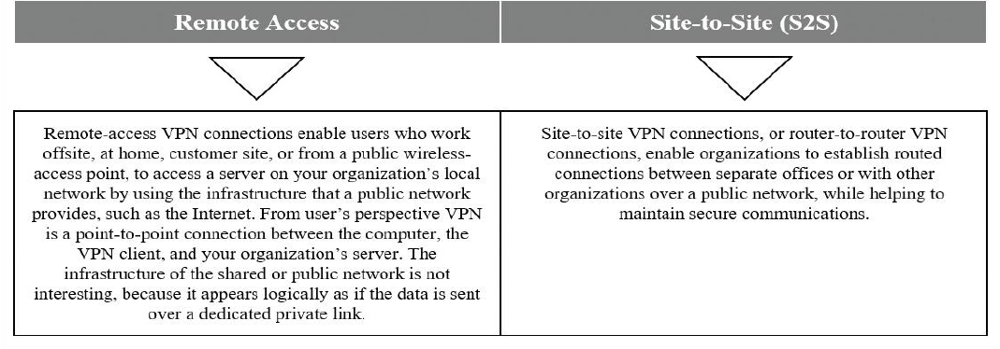 Remote Access
Site-to-Site (S2S)
Remote-access VPN connections enable users who work
offsite, at home, customer site, or from a public wireless-
access point, to access a server on your organization's local
network by using the infrastructure that a public network
provides, such as the Internet. From user's perspective VPN
is a point-to-point connection between the computer, the
VPN client, and your organization's server. The
infrastructure of the shared or public network is not
interesting, because it appears logically as if the data is sent
over a dedicated private link.
Site-to-site VPN connections, or router-to-router VPN
connections, enable organizations to establish routed
connections between separate offices or with other
organizations over a public network, while helping to
maintain secure communications.